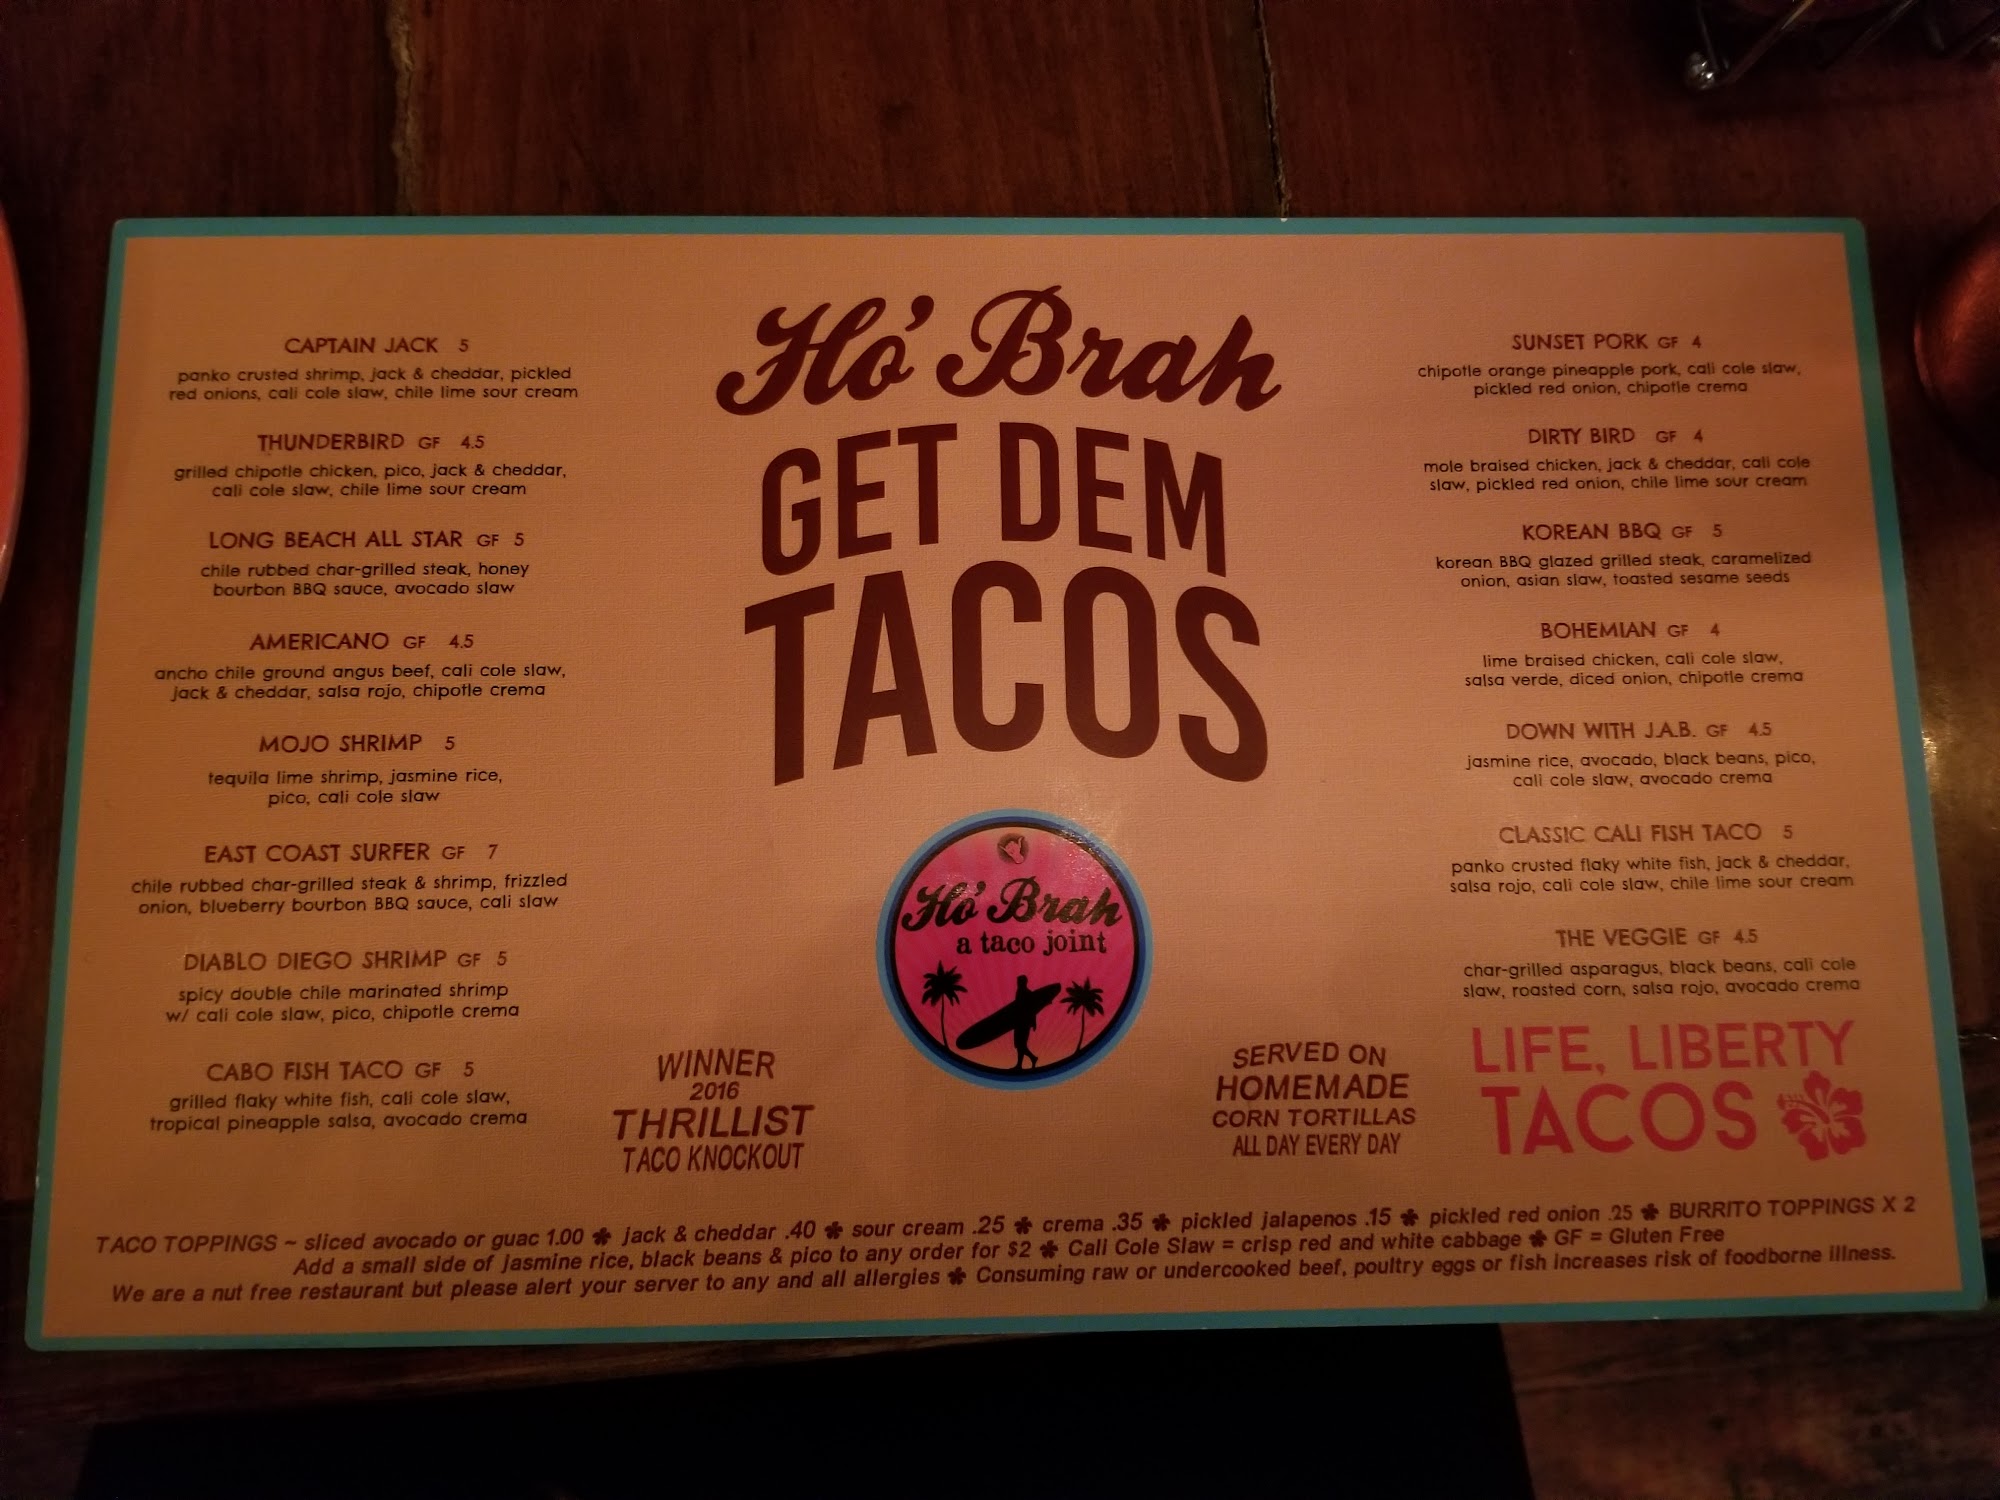 Ho' Brah
GET DEM
TACOS
CAPTAIN JACK 5
panko crusted shrimp, jack & cheddar, pickled
red onions, cali cole slaw, chile lime sour cream
THUNDERBIRD GF 4.5
grilled chipotle chicken, pico, jack & cheddar,
cali cole slaw, chile lime sour cream
LONG BEACH ALL STAR GF 5
chile rubbed char-grilled steak, honey
bourbon BBQ sauce, avocado slaw
AMERICANO GF 4.5
ancho chile ground angus beef, cali cole slaw,
jack & cheddar, salsa rojo, chipotle crema
MOJO SHRIMP 5
tequila lime shrimp, jasmine rice,
pico, cali cole slaw
EAST COAST SURFER GF 7
chile rubbed char-grilled steak & shrimp, frizzled
onion, blueberry bourbon BBQ sauce, cali slaw
DIABLO DIEGO SHRIMP GF 5
spicy double chile marinated shrimp
w/ cali cole slaw, pico, chipotle crema
CABO FISH TACO GF 5
grilled flaky white fish, cali cole slaw,
tropical pineapple salsa, avocado crema
SUNSET PORK GF 4
chipotle orange pineapple pork, cali cole slaw,
pickled red onion, chipotle crema
DIRTY BIRD GF 4
mole braised chicken, jack & cheddar, cali cole
slaw, pickled red onion, chile lime sour cream
KOREAN BBQ GF 5
korean BBQ glazed grilled steak, caramelized
onion, asian slaw, toasted sesame seeds
BOHEMIAN GF 4
lime braised chicken, cali cole slaw,
salsa verde, diced onion, chipotle crema
DOWN WITH J.A.B. GF 4.5
jasmine rice, avocado, black beans, pico,
cali cole slaw, avocado crema
CLASSIC CALI FISH TACO 5
panko crusted flaky white fish, jack & cheddar,
salsa rojo, cali cole slaw, chile lime sour cream
THE VEGGIE GF 4.5
char-grilled asparagus, black beans, cali cole
slaw, roasted corn, salsa rojo, avocado crema
Ho' Brah
a taco joint
WINNER
2016
THRILLIST
TACO KNOCKOUT
SERVED ON
HOMEMADE
CORN TORTILLAS
ALL DAY EVERY DAY
LIFE, LIBERTY
TACOS
TACO TOPPINGS ~ sliced avocado or guac 1.00 ✽ jack & cheddar .40 ✽ sour cream .25 ✽ crema .35 ✽ pickled jalapenos .15 ✽ pickled red onion .25 ✽ BURRITO TOPPINGS X 2
Add a small side of jasmine rice, black beans & pico to any order for $2 ✽ Cali Cole Slaw = crisp red and white cabbage ✽ GF = Gluten Free
We are a nut free restaurant but please alert your server to any and all allergies ✽ Consuming raw or undercooked beef, poultry eggs or fish increases risk of foodborne illness.